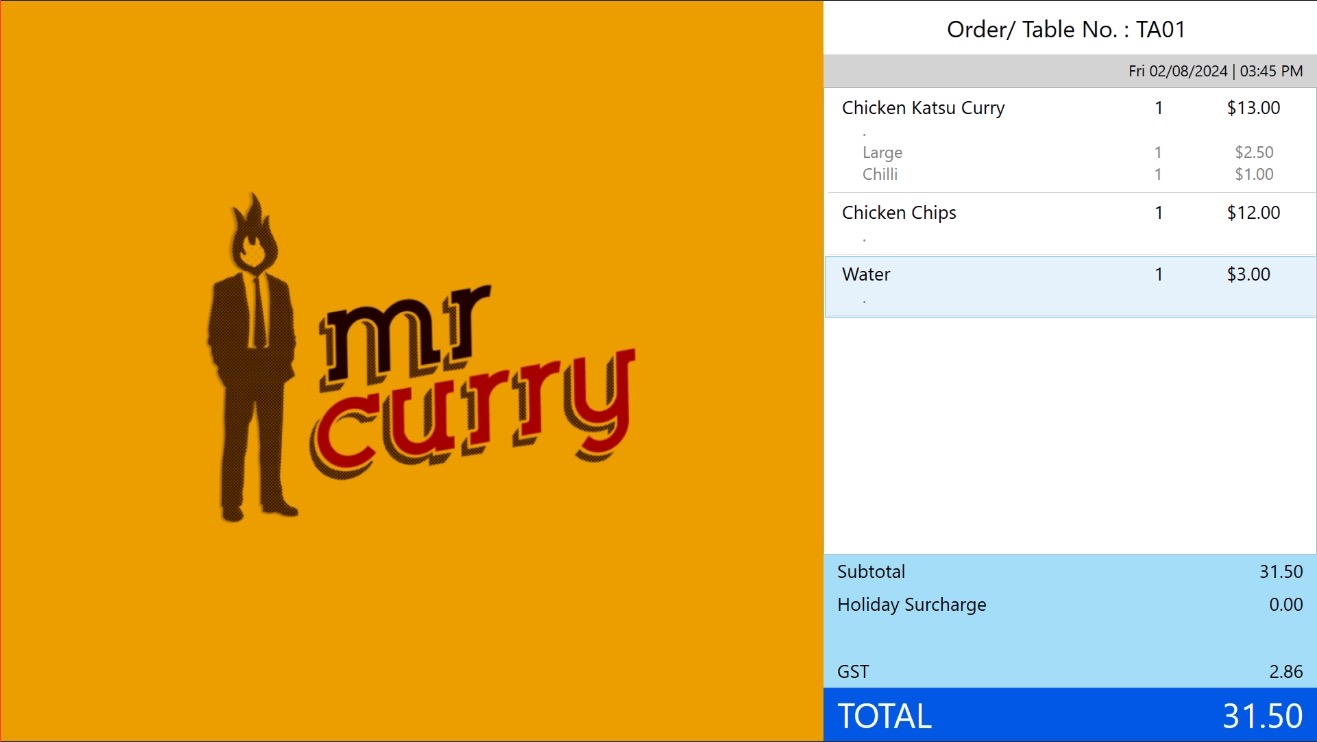 mr
curry
Order/ Table No. : TA01
Fri 02/08/2024 | 03:45 PM
Chicken Katsu Curry 1 $13.00
.
Large 1 $2.50
Chilli 1 $1.00
Chicken Chips 1 $12.00
.
Water 1 $3.00
.
Subtotal 31.50
Holiday Surcharge 0.00
GST 2.86
TOTAL 31.50